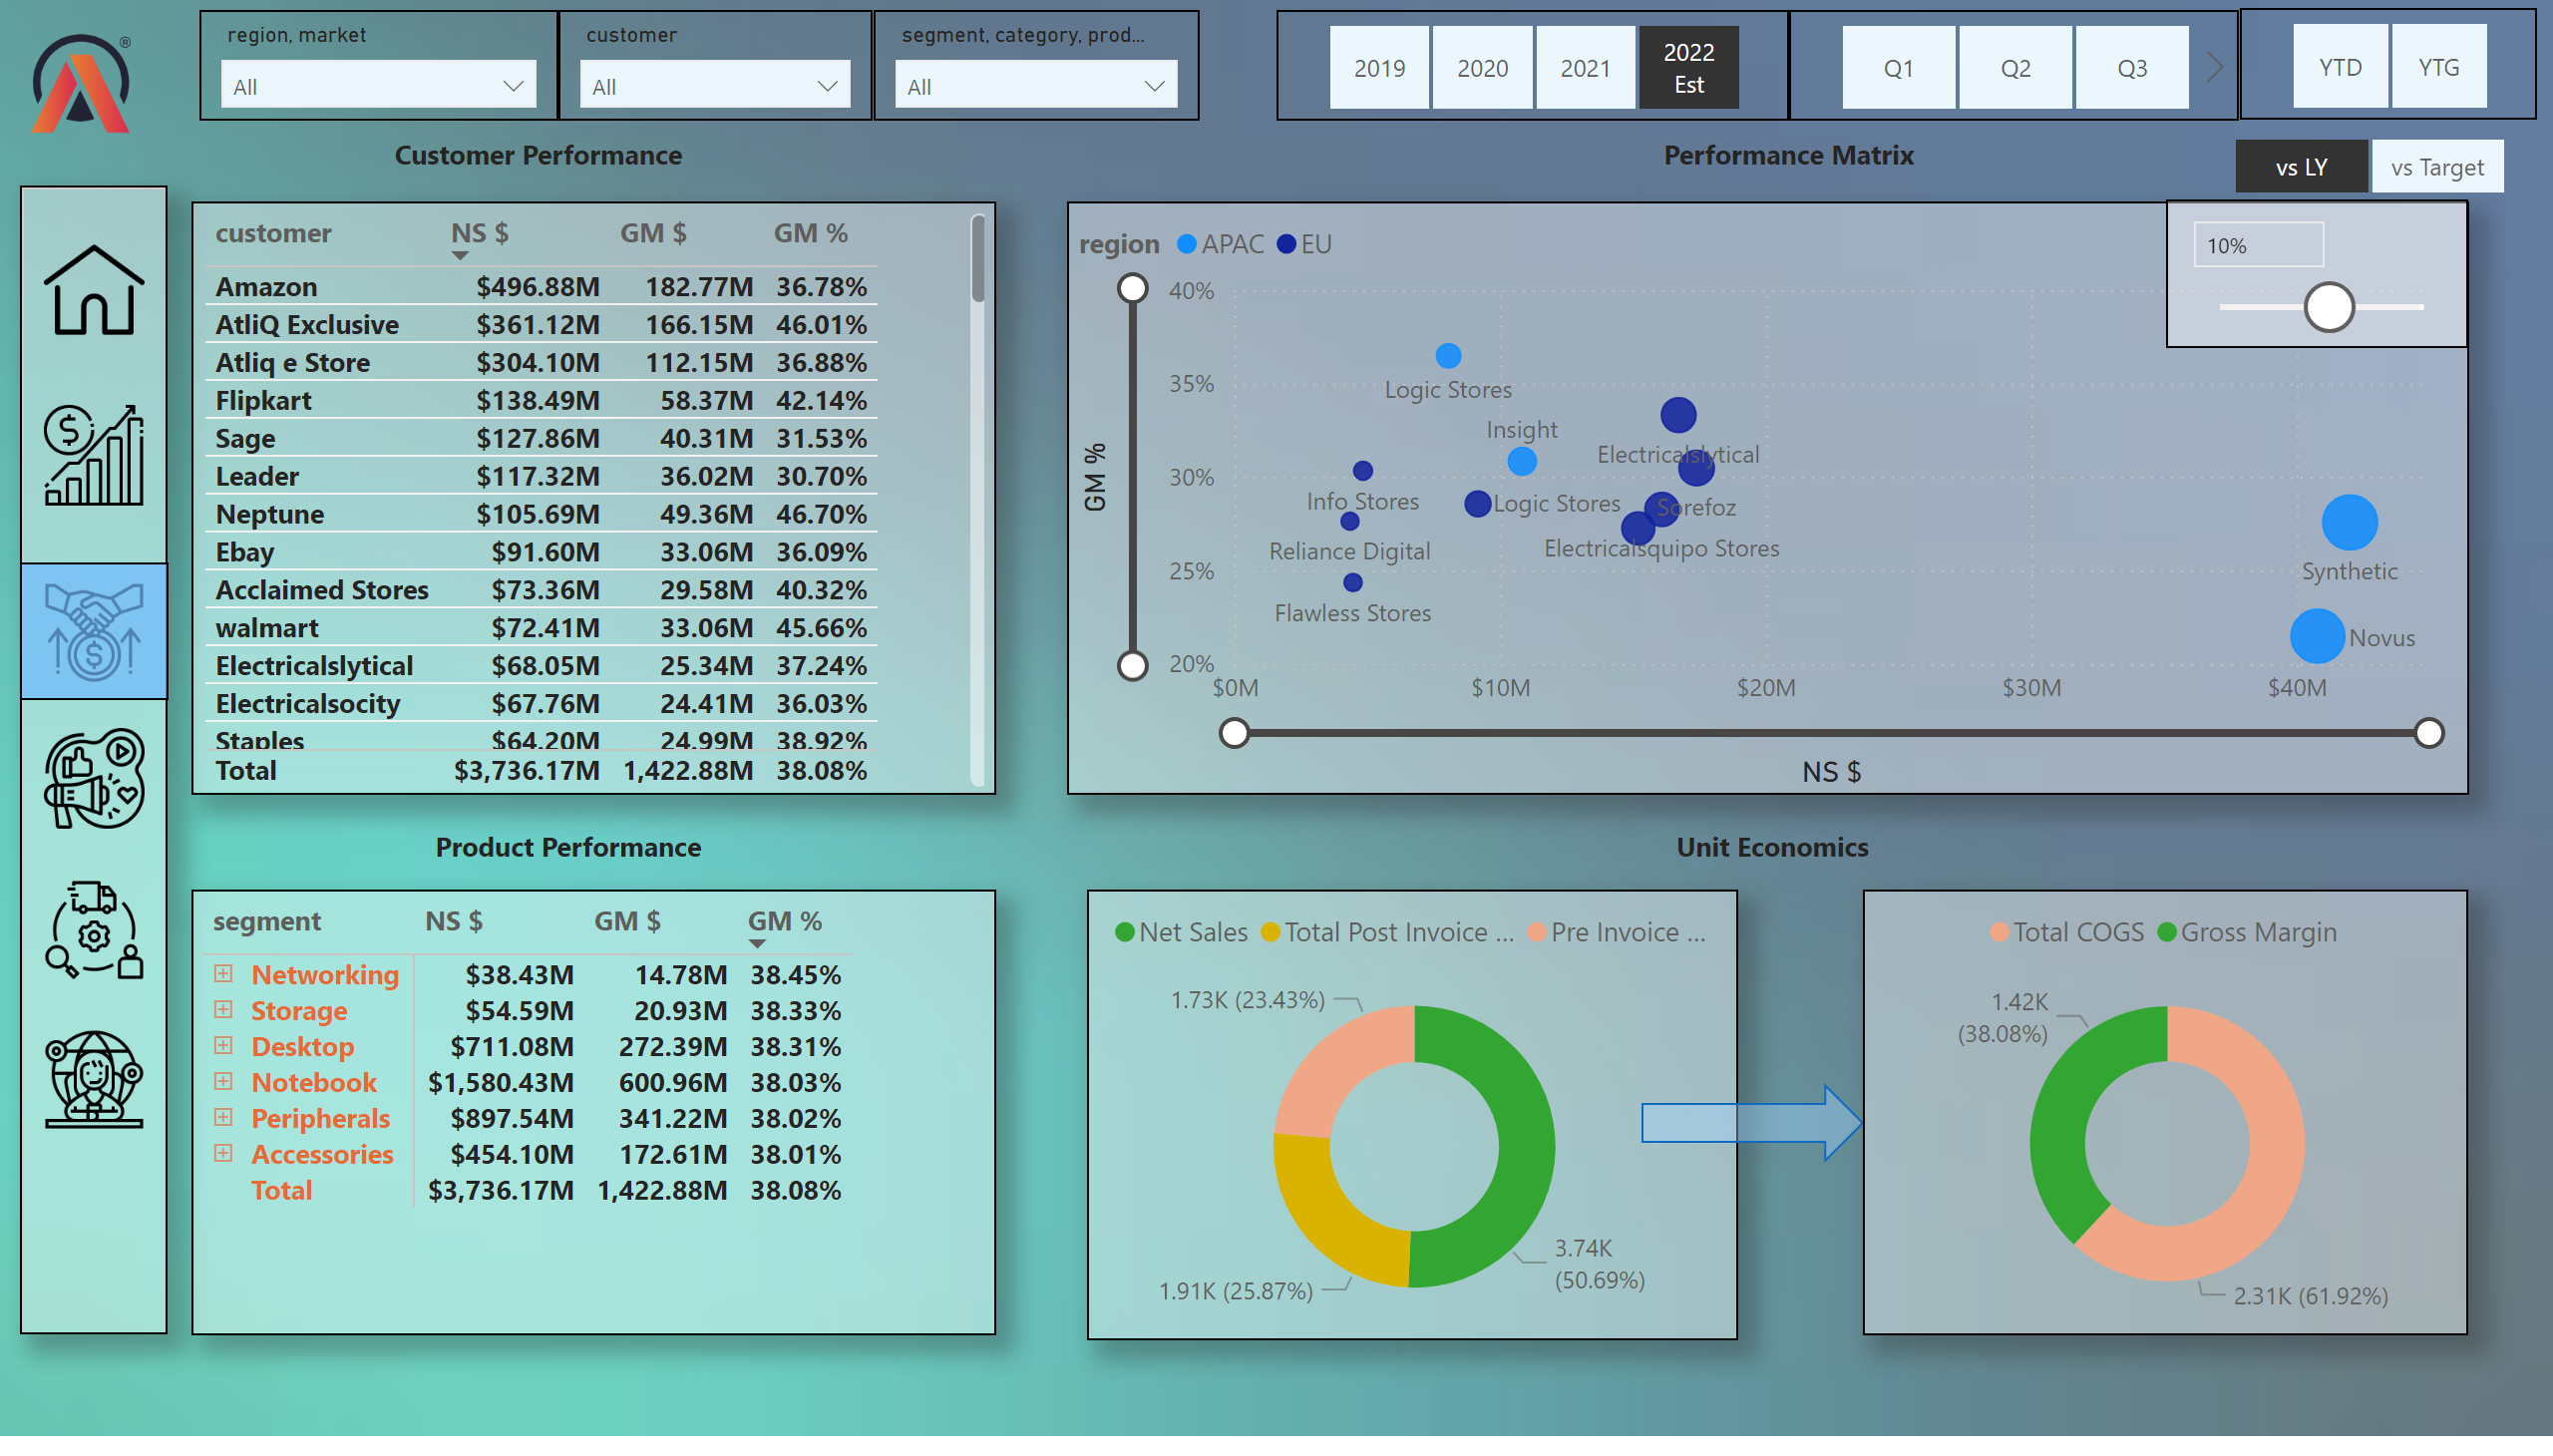 ®
region, market
customer
segment, category, prod...
All
All
All
2019
2020
2021
2022
Est
Q1
Q2
Q3
YTD
YTG
Customer Performance
Performance Matrix
vs LY
vs Target
customer NS $ GM $ GM %
Amazon $496.88M 182.77M 36.78%
AtliQ Exclusive $361.12M 166.15M 46.01%
Atliq e Store $304.10M 112.15M 36.88%
Flipkart $138.49M 58.37M 42.14%
Sage $127.86M 40.31M 31.53%
Leader $117.32M 36.02M 30.70%
Neptune $105.69M 49.36M 46.70%
Ebay $91.60M 33.06M 36.09%
Acclaimed Stores $73.36M 29.58M 40.32%
walmart $72.41M 33.06M 45.66%
Electricalslytical $68.05M 25.34M 37.24%
Electricalsocity $67.76M 24.41M 36.03%
Staples $64.20M 24.99M 38.92%
Total $3,736.17M 1,422.88M 38.08%
region APAC EU
10%
GM %
40%
35%
30%
25%
20%
Logic Stores
Insight
Electricalslytical
Info Stores
Logic Stores
Sorefoz
Reliance Digital
Electricalsquipo Stores
Flawless Stores
Synthetic
Novus
$0M
$10M
$20M
$30M
$40M
NS $
Product Performance
Unit Economics
segment NS $ GM $ GM %
Networking $38.43M 14.78M 38.45%
Storage $54.59M 20.93M 38.33%
Desktop $711.08M 272.39M 38.31%
Notebook $1,580.43M 600.96M 38.03%
Peripherals $897.54M 341.22M 38.02%
Accessories $454.10M 172.61M 38.01%
Total $3,736.17M 1,422.88M 38.08%
Net Sales Total Post Invoice ... Pre Invoice ...
1.73K (23.43%)
3.74K
(50.69%)
1.91K (25.87%)
Total COGS Gross Margin
1.42K
(38.08%)
2.31K (61.92%)